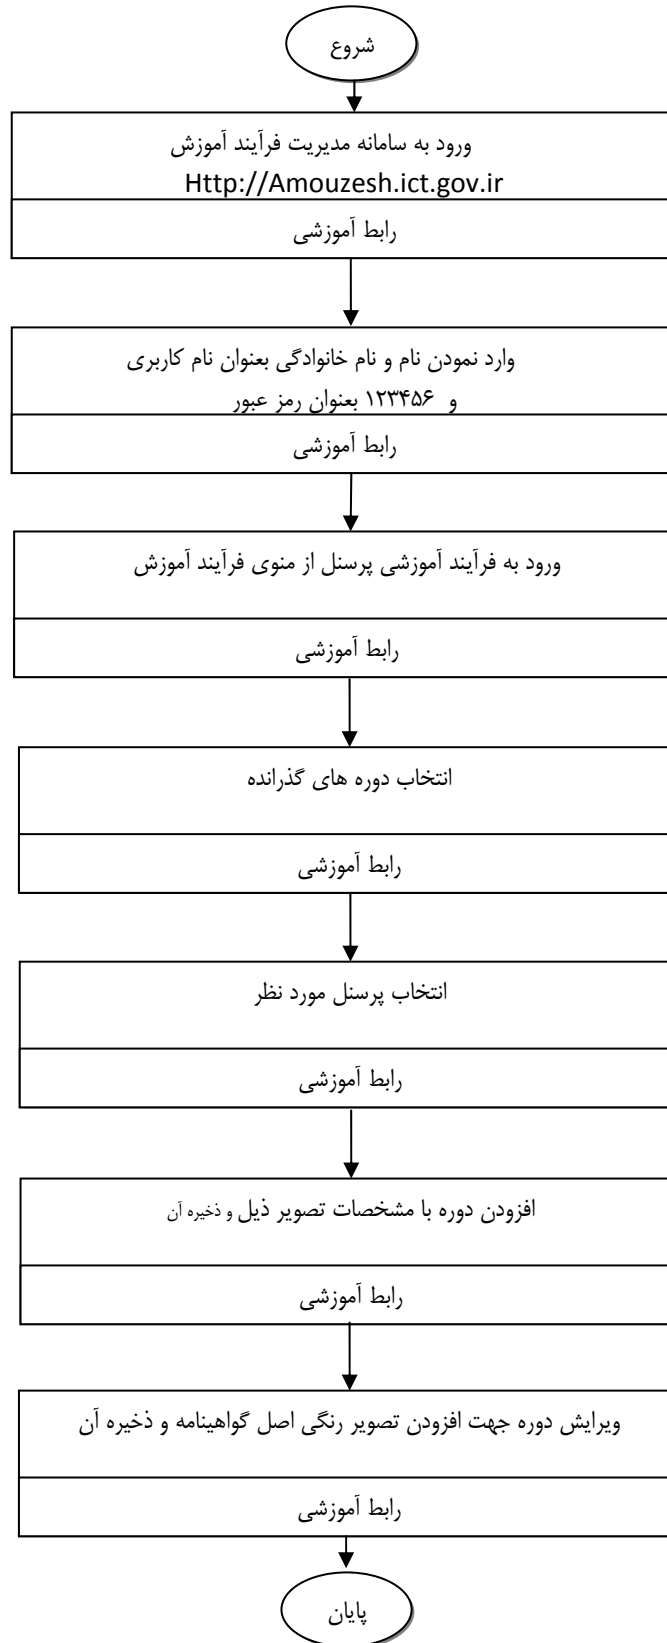 شروع
ورود به سامانه مدیریت فرآیند آموزش
Http://Amouzesh.ict.gov.ir
رابط آموزشی
وارد نمودن نام و نام خانوادگی بعنوان نام کاربری
و ۱۲۳۴۵۶ بعنوان رمز عبور
رابط آموزشی
ورود به فرآیند آموزشی پرسنل از منوی فرآیند آموزش
رابط آموزشی
انتخاب دوره های گذرانده
رابط آموزشی
انتخاب پرسنل مورد نظر
رابط آموزشی
افزودن دوره با مشخصات تصویر ذیل و ذخیره آن
رابط آموزشی
ویرایش دوره جهت افزودن تصویر رنگی اصل گواهینامه و ذخیره آن
رابط آموزشی
پایان